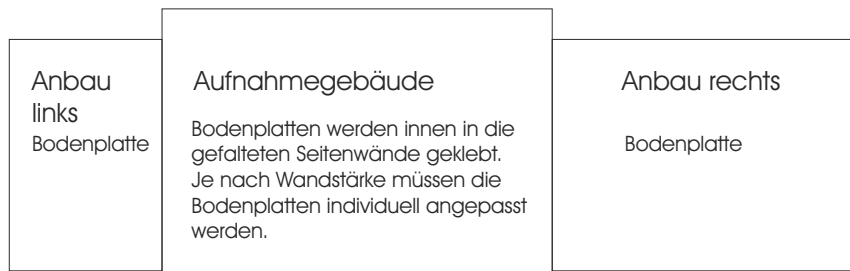 Anbau
links
Bodenplatte
Aufnahmegebäude
Bodenplatten werden innen in die
gefalteten Seitenwände geklebt.
Je nach Wandstärke müssen die
Bodenplatten individuell angepasst
werden.
Anbau rechts
Bodenplatte